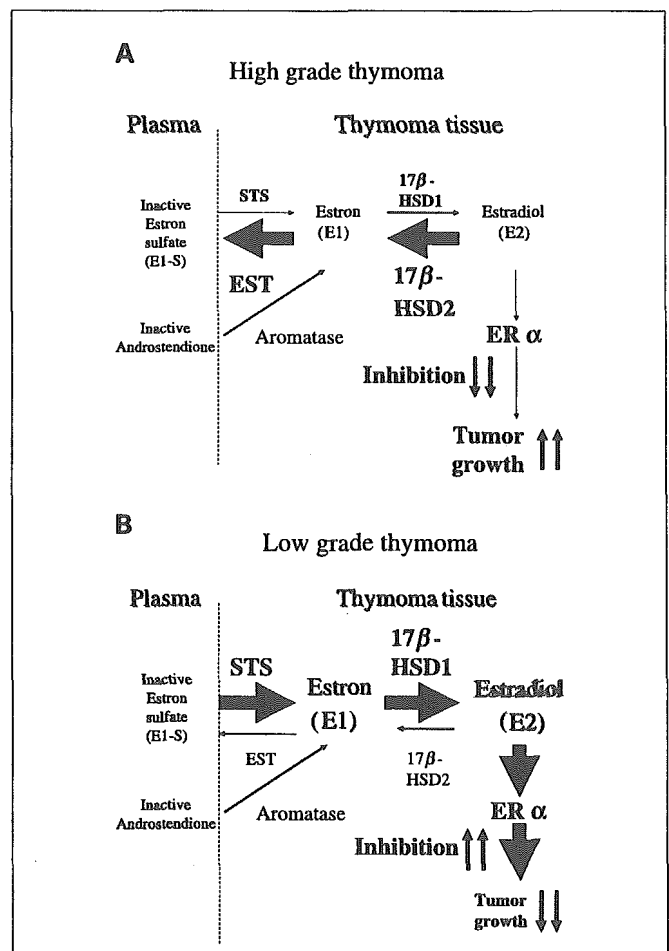 A
High grade thymoma
Plasma
Thymoma tissue
STS
17β-
HSD1
Inactive
Estron
sulfate
(E1-S)
Estron
(E1)
Estradiol
(E2)
EST
17β-
HSD2
Inactive
Androstendione
Aromatase
ER α
Inhibition
Tumor
growth
B
Low grade thymoma
Plasma
Thymoma tissue
17β-
HSD1
STS
Inactive
Estron
sulfate
(E1-S)
Estron
(E1)
Estradiol
(E2)
EST
17β-
HSD2
Inactive
Androstendione
Aromatase
ER α
Inhibition
Tumor
growth